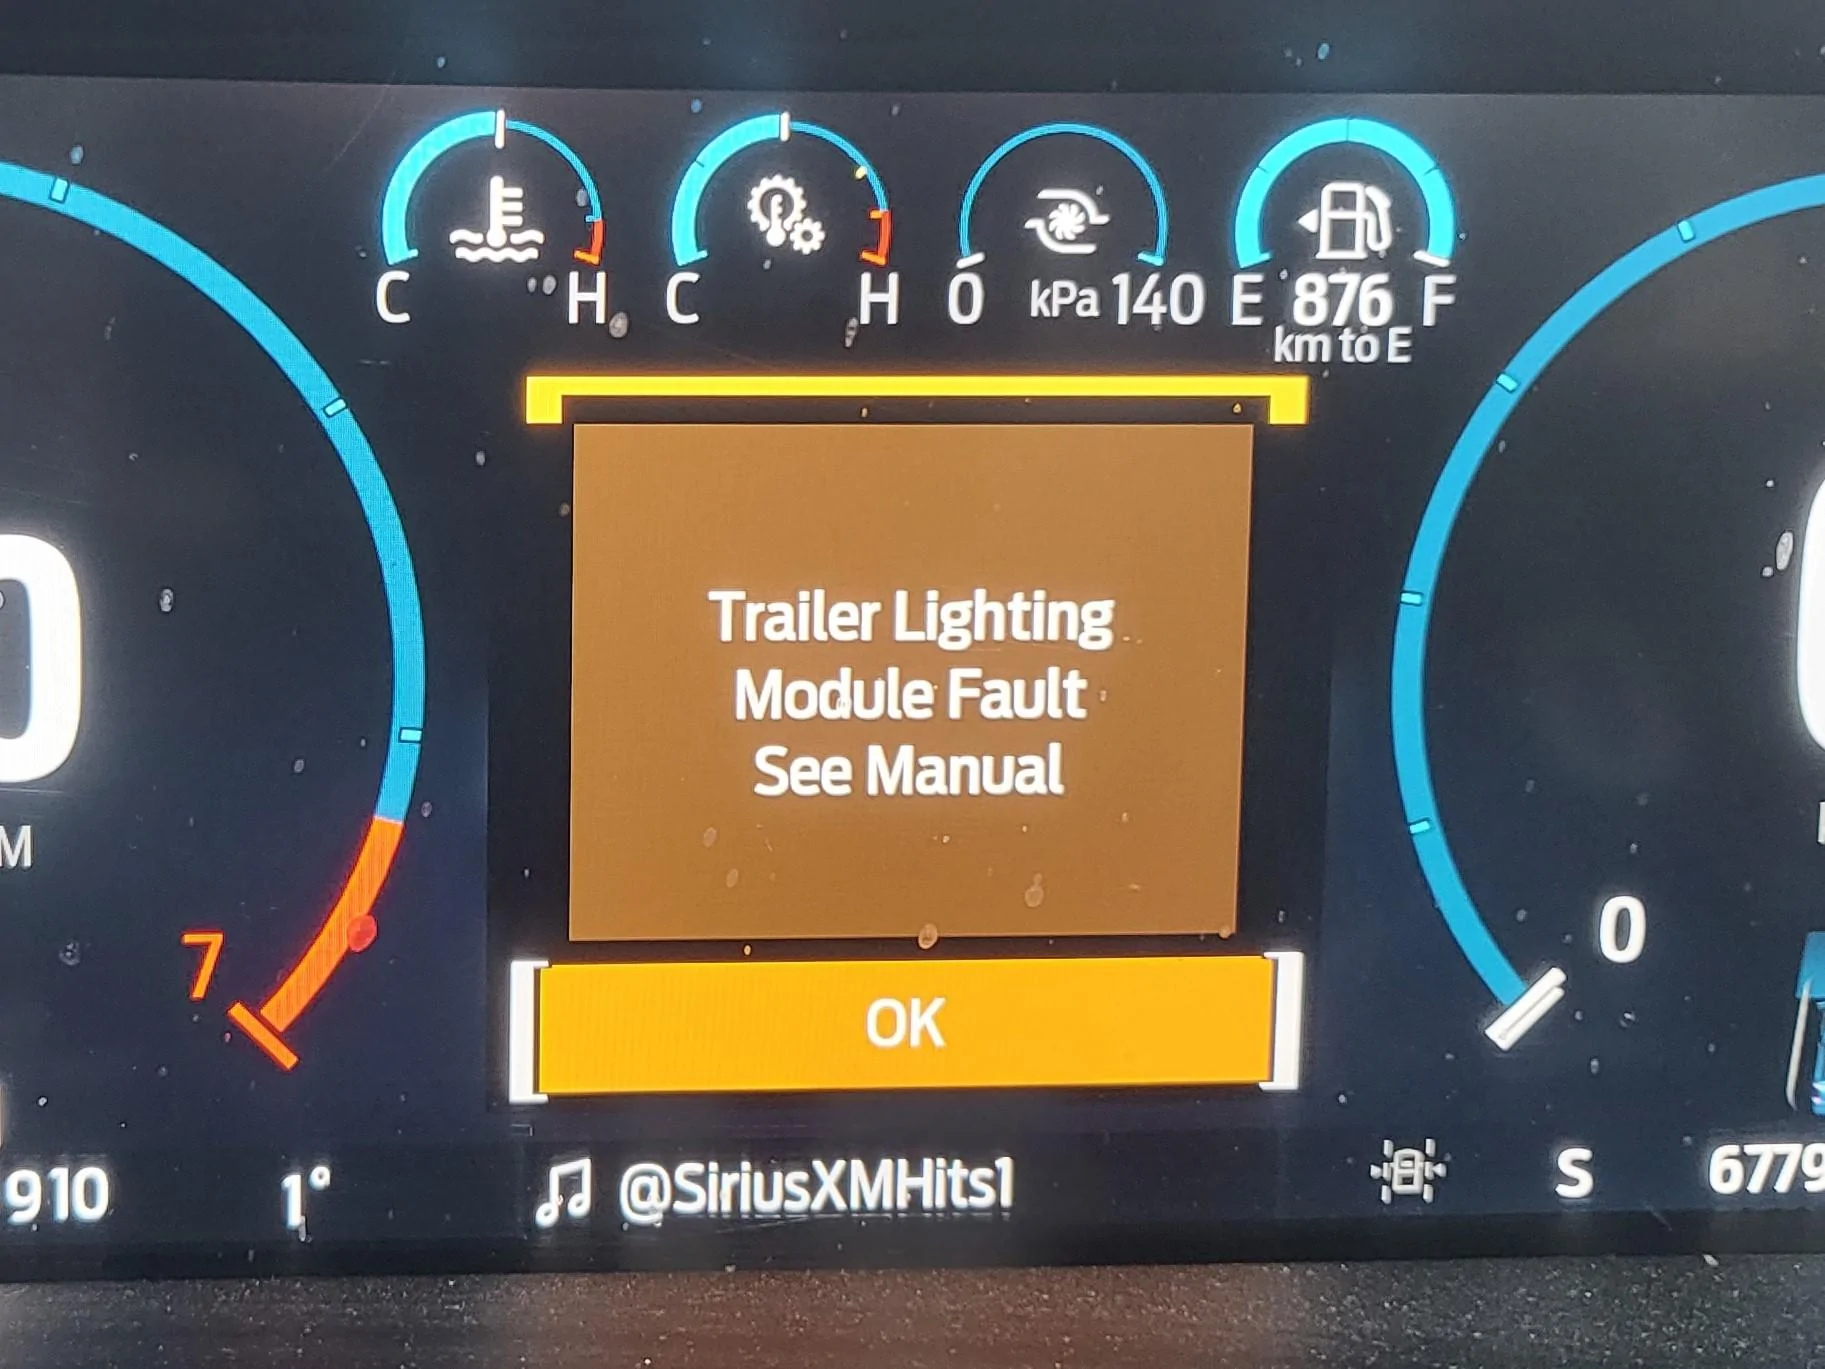 C H C H 0 kPa 140 E 876 F
km to E
Trailer Lighting
Module Fault
See Manual
7
0
OK
910 1° @SiriusXMHits1 S 6779